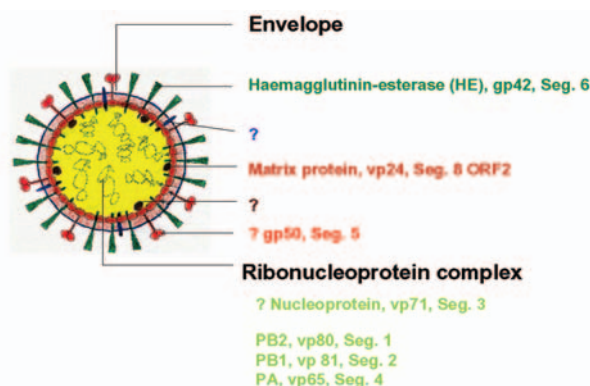 Envelope
Haemagglutinin-esterase (HE), gp42, Seg. 6
?
Matrix protein, vp24, Seg. 8 ORF2
?
? gp50, Seg. 5
Ribonucleoprotein complex
? Nucleoprotein, vp71, Seg. 3
PB2, vp80, Seg. 1
PB1, vp 81, Seg. 2
PA, vp65, Seg. 4